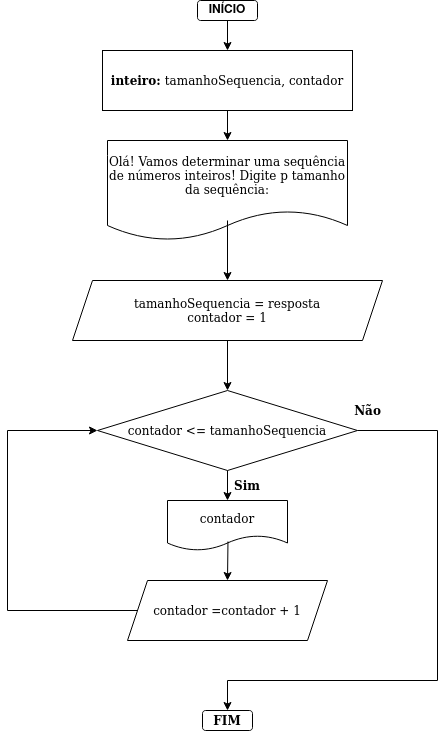 INÍCIO
inteiro: tamanhoSequencia, contador
Olá! Vamos determinar uma sequência
de números inteiros! Digite p tamanho
da sequência:
tamanhoSequencia = resposta
contador = 1
Não
contador <= tamanhoSequencia
Sim
contador
contador =contador + 1
FIM